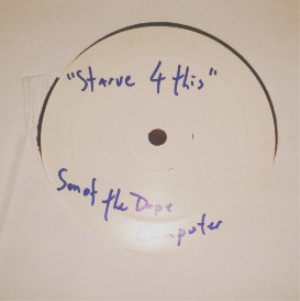 "Starve 4 this"
Son of the Dope
Computer